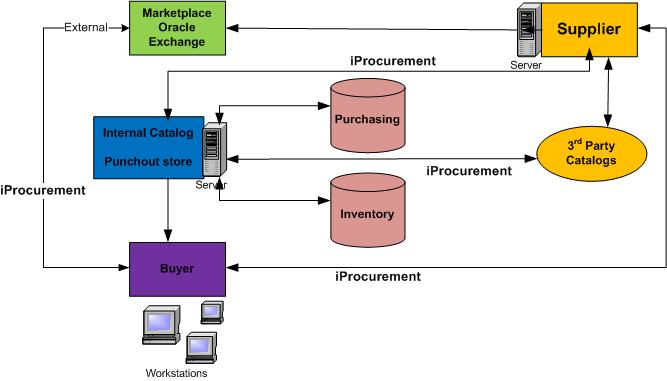 Marketplace
Oracle
Exchange
External
Supplier
Server
iProcurement
Internal Catalog
Punchout store
Server
Purchasing
3rd Party
Catalogs
iProcurement
iProcurement
Inventory
Buyer
iProcurement
Workstations